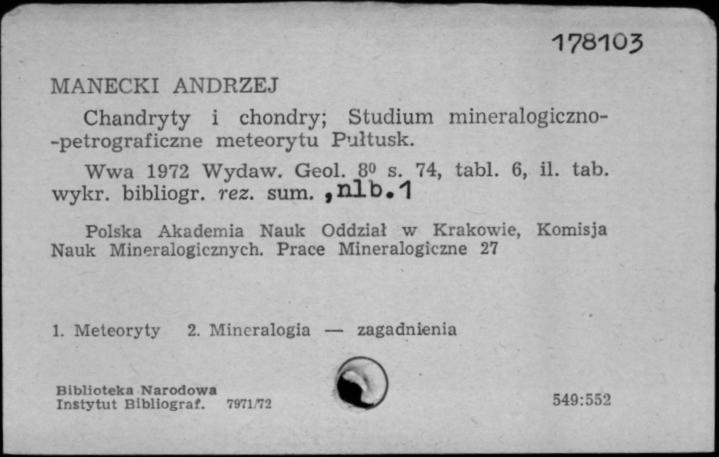 178103
MANECKI ANDRZEJ
Chandryty i chondry; Studium mineralogiczno-
-petrograficzne meteorytu Pułtusk.
Wwa 1972 Wydaw. Geol. 8⁰ s. 74, tabl. 6, il. tab.
wykr. bibliogr. rez. sum. ,nlb.1
Polska Akademia Nauk Oddział w Krakowie, Komisja
Nauk Mineralogicznych. Prace Mineralogiczne 27
1. Meteoryty 2. Mineralogia — zagadnienia
Biblioteka Narodowa
Instytut Bibliograf. 7971/72 549:552